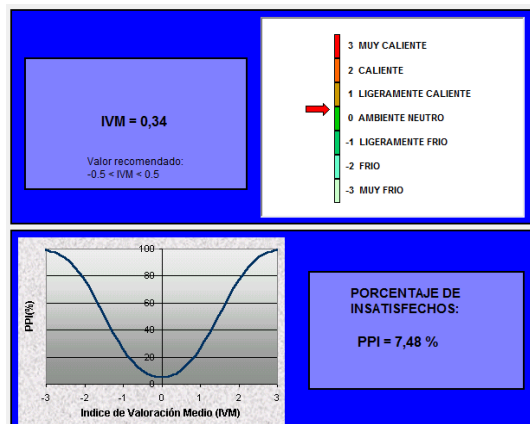 IVM = 0,34
Valor recomendado:
-0.5 < IVM < 0.5
3 MUY CALIENTE
2 CALIENTE
1 LIGERAMENTE CALIENTE
0 AMBIENTE NEUTRO
-1 LIGERAMENTE FRIO
-2 FRIO
-3 MUY FRIO
100
80
60
40
20
0
PPI(%)
-3 -2 -1 0 1 2 3
Indice de Valoración Medio (IVM)
PORCENTAJE DE
INSATISFECHOS:
PPI = 7,48 %